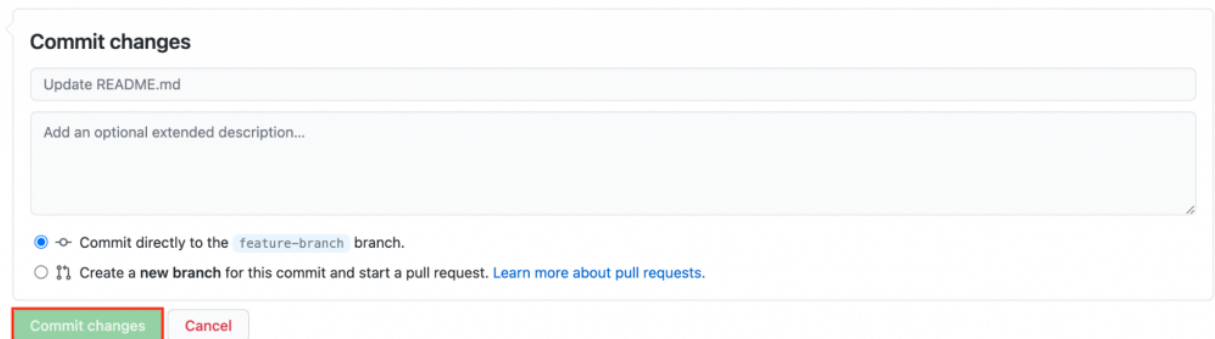 Commit changes
Update README.md
Add an optional extended description...
Commit directly to the feature-branch branch.
Create a new branch for this commit and start a pull request. Learn more about pull requests.
Commit changes Cancel